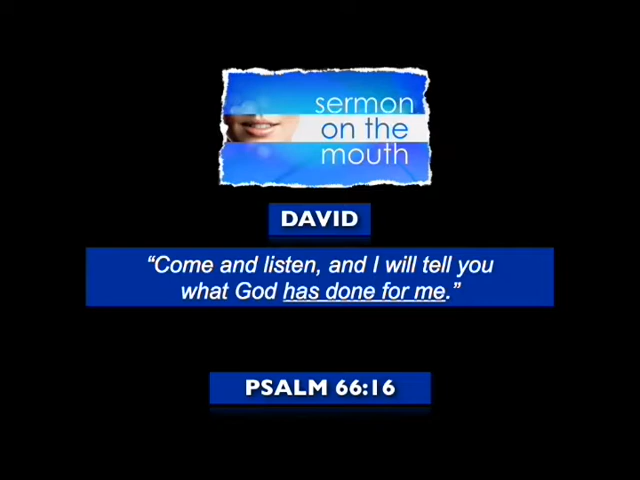 sermon
on the
mouth
DAVID
“Come and listen, and I will tell you
what God has done for me.”
PSALM 66:16